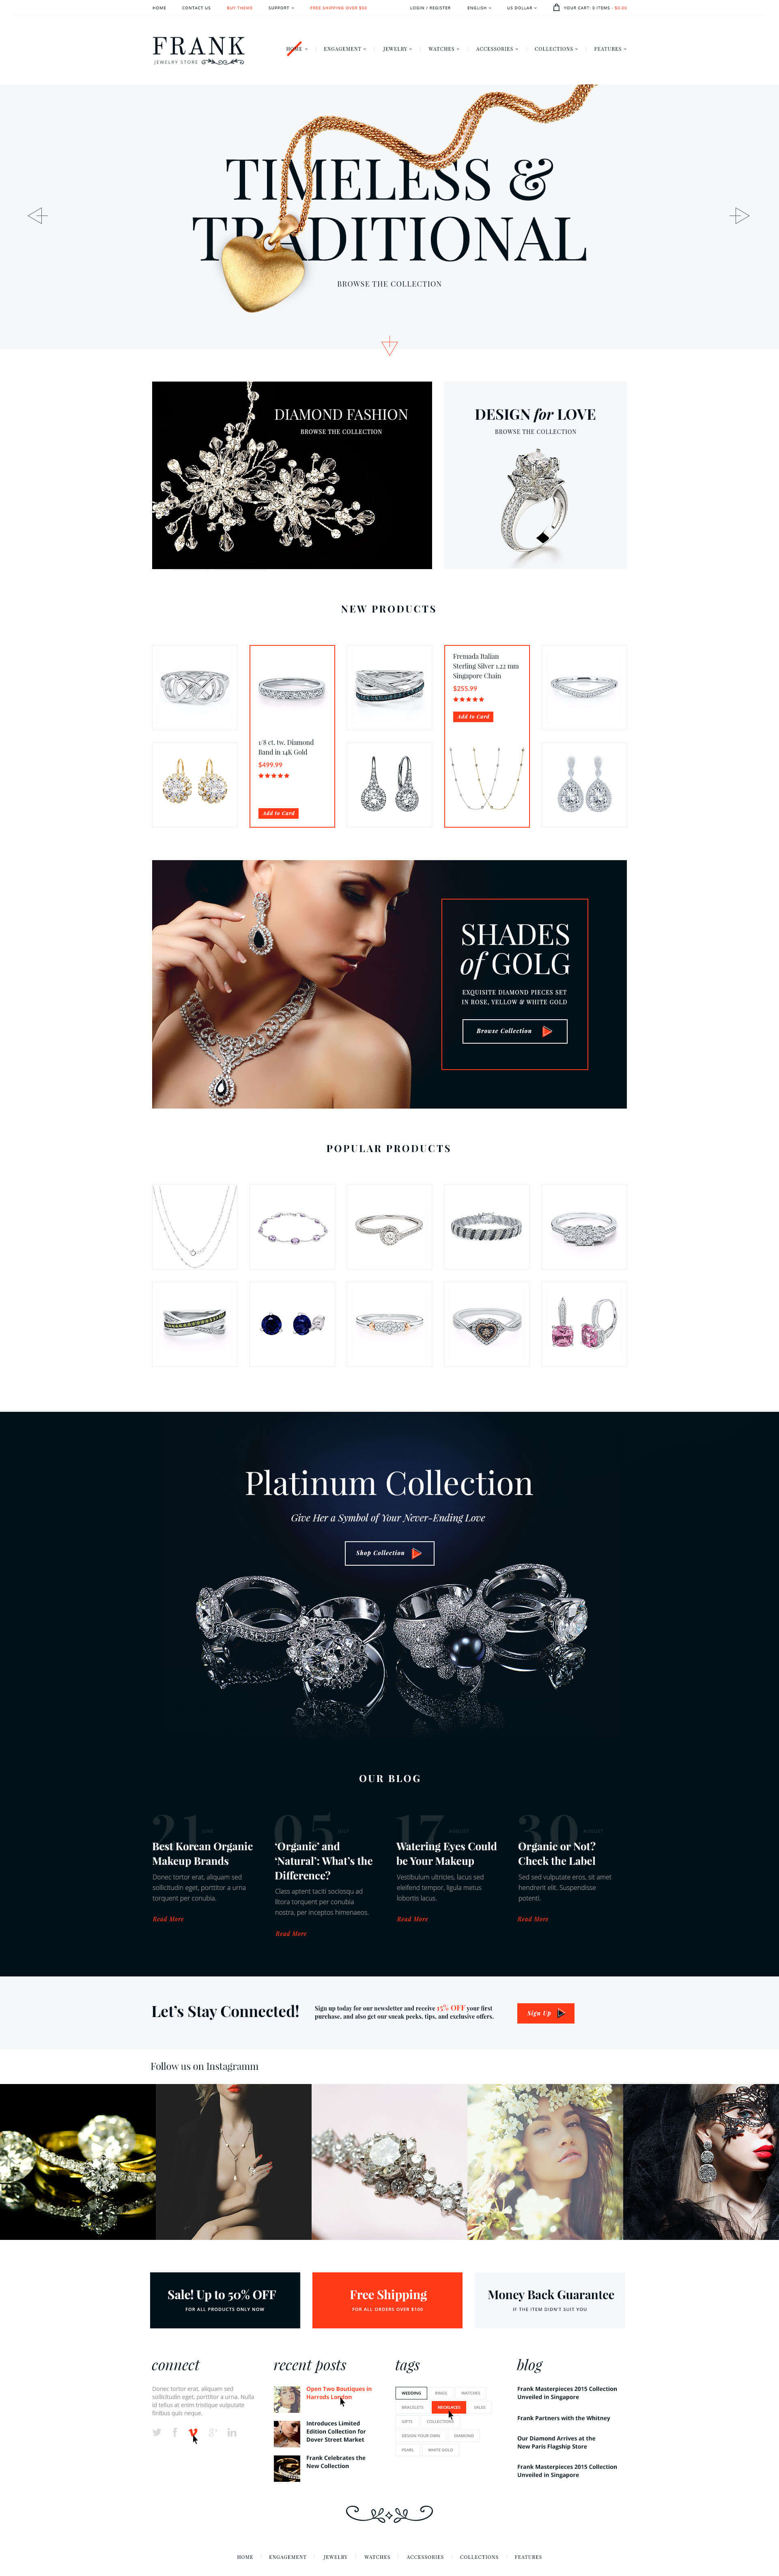 HOME CONTACT US BUY THEME SUPPORT FREE SHIPPING OVER $50 LOGIN / REGISTER ENGLISH US DOLLAR YOUR CART: 0 ITEMS - $0.00
FRANK
JEWELRY STORE
HOME ENGAGEMENT JEWELRY WATCHES ACCESSORIES COLLECTIONS FEATURES
TIMELESS &
TRADITIONAL
BROWSE THE COLLECTION
DIAMOND FASHION
BROWSE THE COLLECTION
DESIGN for LOVE
BROWSE THE COLLECTION
NEW PRODUCTS
1/8 ct. tw. Diamond
Band in 14K Gold
$499.99
Add to Card
Fremada Italian
Sterling Silver 1.22 mm
Singapore Chain
$255.99
Add to Card
SHADES
of GOLG
EXQUISITE DIAMOND PIECES SET
IN ROSE, YELLOW & WHITE GOLD
Browse Collection
POPULAR PRODUCTS
Platinum Collection
Give Her a Symbol of Your Never-Ending Love
Shop Collection
OUR BLOG
21 JUNE
Best Korean Organic
Makeup Brands
Donec tortor erat, aliquam sed
sollicitudin eget, porttitor a urna
torquent per conubia.
Read More
05 JULY
'Organic' and
'Natural': What's the
Difference?
Class aptent taciti sociosqu ad
litora torquent per conubia
nostra, per inceptos himenaeos.
Read More
17 AUGUST
Watering Eyes Could
be Your Makeup
Vestibulum ultricies, lacus sed
eleifend tempor, ligula metus
lobortis lacus.
Read More
30 AUGUST
Organic or Not?
Check the Label
Sed sed vulputate eros, sit amet
hendrerit elit. Suspendisse
potenti.
Read More
Let's Stay Connected!
Sign up today for our newsletter and receive 15% OFF your first
purchase, and also get our sneak peeks, tips, and exclusive offers.
Sign Up
Follow us on Instagramm
Sale! Up to 50% OFF
FOR ALL PRODUCTS ONLY NOW
Free Shipping
FOR ALL ORDERS OVER $100
Money Back Guarantee
IF THE ITEM DIDN'T SUIT YOU
connect
Donec tortor erat, aliquam sed
sollicitudin eget, porttitor a urna. Nulla
id tellus at enim tristique vulputate
finibus quis neque.
recent posts
Open Two Boutiques in
Harrods London
Introduces Limited
Edition Collection for
Dover Street Market
Frank Celebrates the
New Collection
tags
WEDDING RINGS WATCHES
BRACELETS NECKLACES SALES
GIFTS COLLECTIONS
DESIGN YOUR OWN DIAMOND
PEARL WHITE GOLD
blog
Frank Masterpieces 2015 Collection
Unveiled in Singapore
Frank Partners with the Whitney
Our Diamond Arrives at the
New Paris Flagship Store
Frank Masterpieces 2015 Collection
Unveiled in Singapore
HOME ENGAGEMENT JEWELRY WATCHES ACCESSORIES COLLECTIONS FEATURES